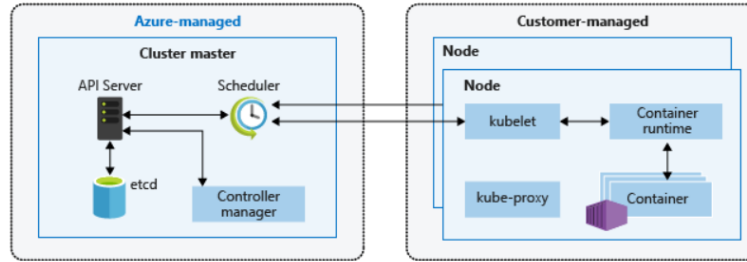 Azure-managed
Cluster master
API Server
Scheduler
etcd
Controller
manager
Customer-managed
Node
Node
kubelet
Container
runtime
kube-proxy
Container